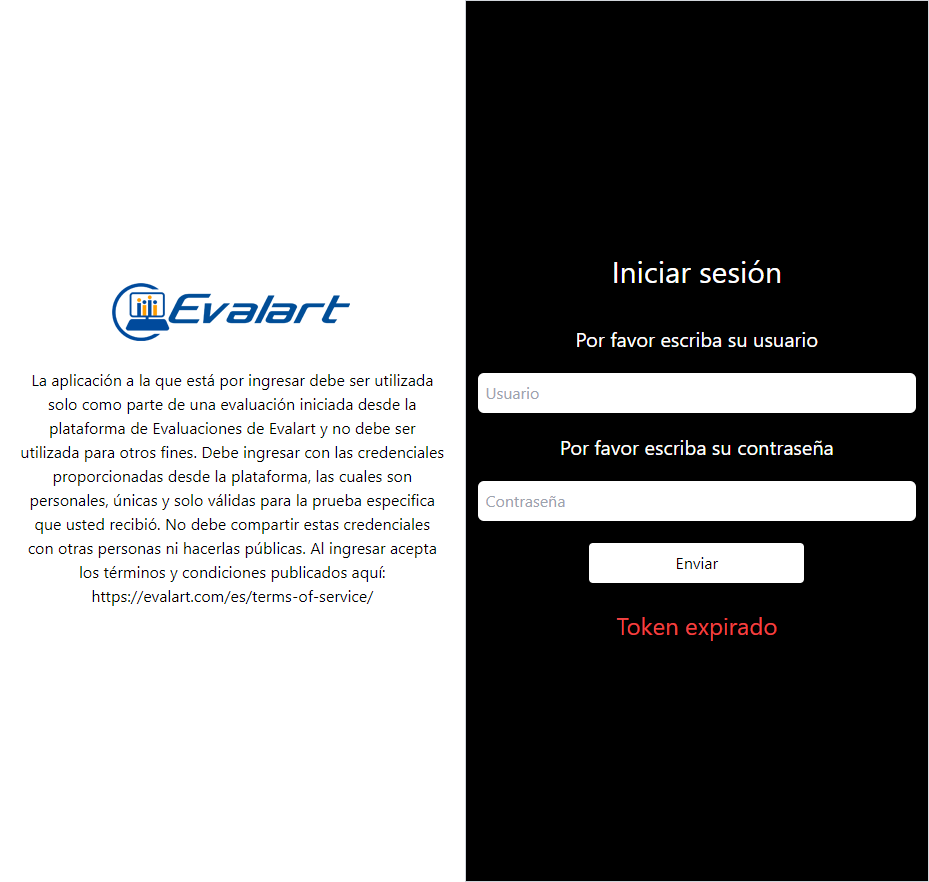 Evalart
La aplicación a la que está por ingresar debe ser utilizada
solo como parte de una evaluación iniciada desde la
plataforma de Evaluaciones de Evalart y no debe ser
utilizada para otros fines. Debe ingresar con las credenciales
proporcionadas desde la plataforma, las cuales son
personales, únicas y solo válidas para la prueba especifica
que usted recibió. No debe compartir estas credenciales
con otras personas ni hacerlas públicas. Al ingresar acepta
los términos y condiciones publicados aquí:
https://evalart.com/es/terms-of-service/
Iniciar sesión
Por favor escriba su usuario
Usuario
Por favor escriba su contraseña
Contraseña
Enviar
Token expirado